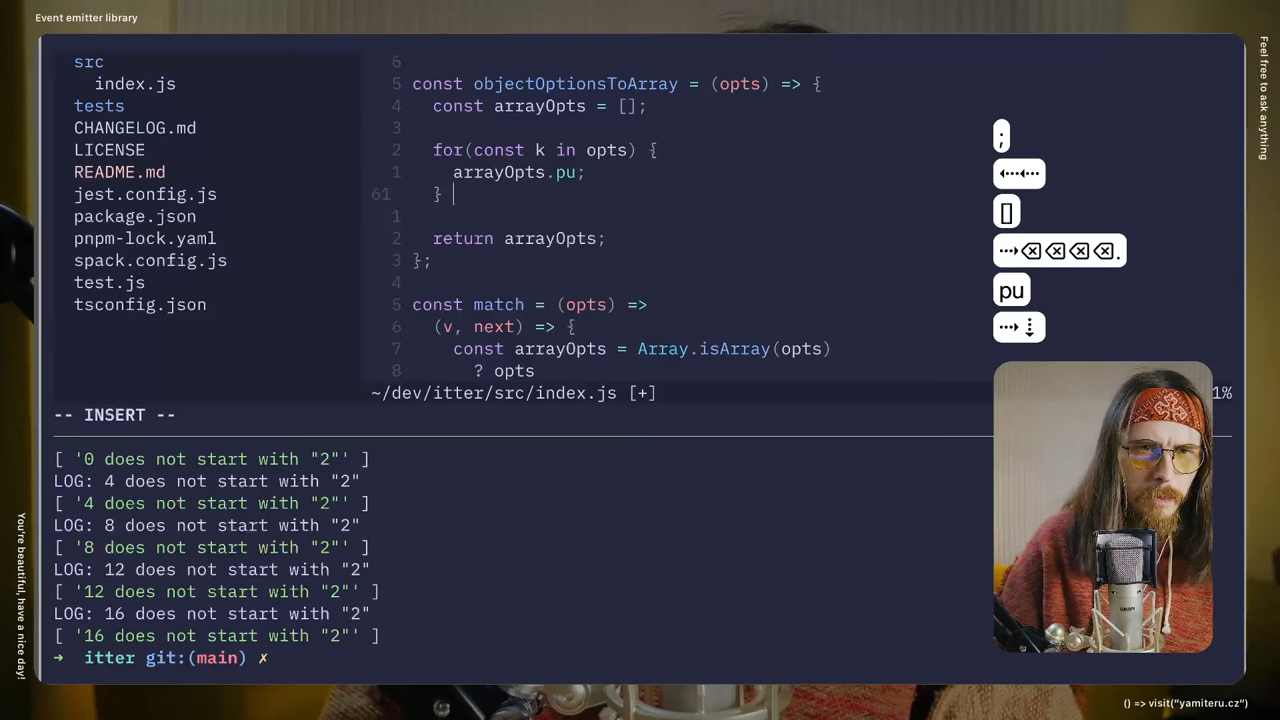 Event emitter library
src
index.js
tests
CHANGELOG.md
LICENSE
README.md
jest.config.js
package.json
pnpm-lock.yaml
spack.config.js
test.js
tsconfig.json
6
5 const objectOptionsToArray = (opts) => {
4 const arrayOpts = [];
3
2 for(const k in opts) {
1 arrayOpts.pu;
61 }
1
2 return arrayOpts;
3 };
4
5 const match = (opts) =>
6 (v, next) => {
7 const arrayOpts = Array.isArray(opts)
8 ? opts
~/dev/itter/src/index.js [+]
1%
-- INSERT --
[ '0 does not start with "2"' ]
LOG: 4 does not start with "2"
[ '4 does not start with "2"' ]
LOG: 8 does not start with "2"
[ '8 does not start with "2"' ]
LOG: 12 does not start with "2"
[ '12 does not start with "2"' ]
LOG: 16 does not start with "2"
[ '16 does not start with "2"' ]
➜ itter git:(main) ✗
;
⇠⇠
[]
⇢⌫⌫⌫⌫.
pu
⇢⇣
Feel free to ask anything
You're beautiful, have a nice day!
() => visit("yamiteru.cz")